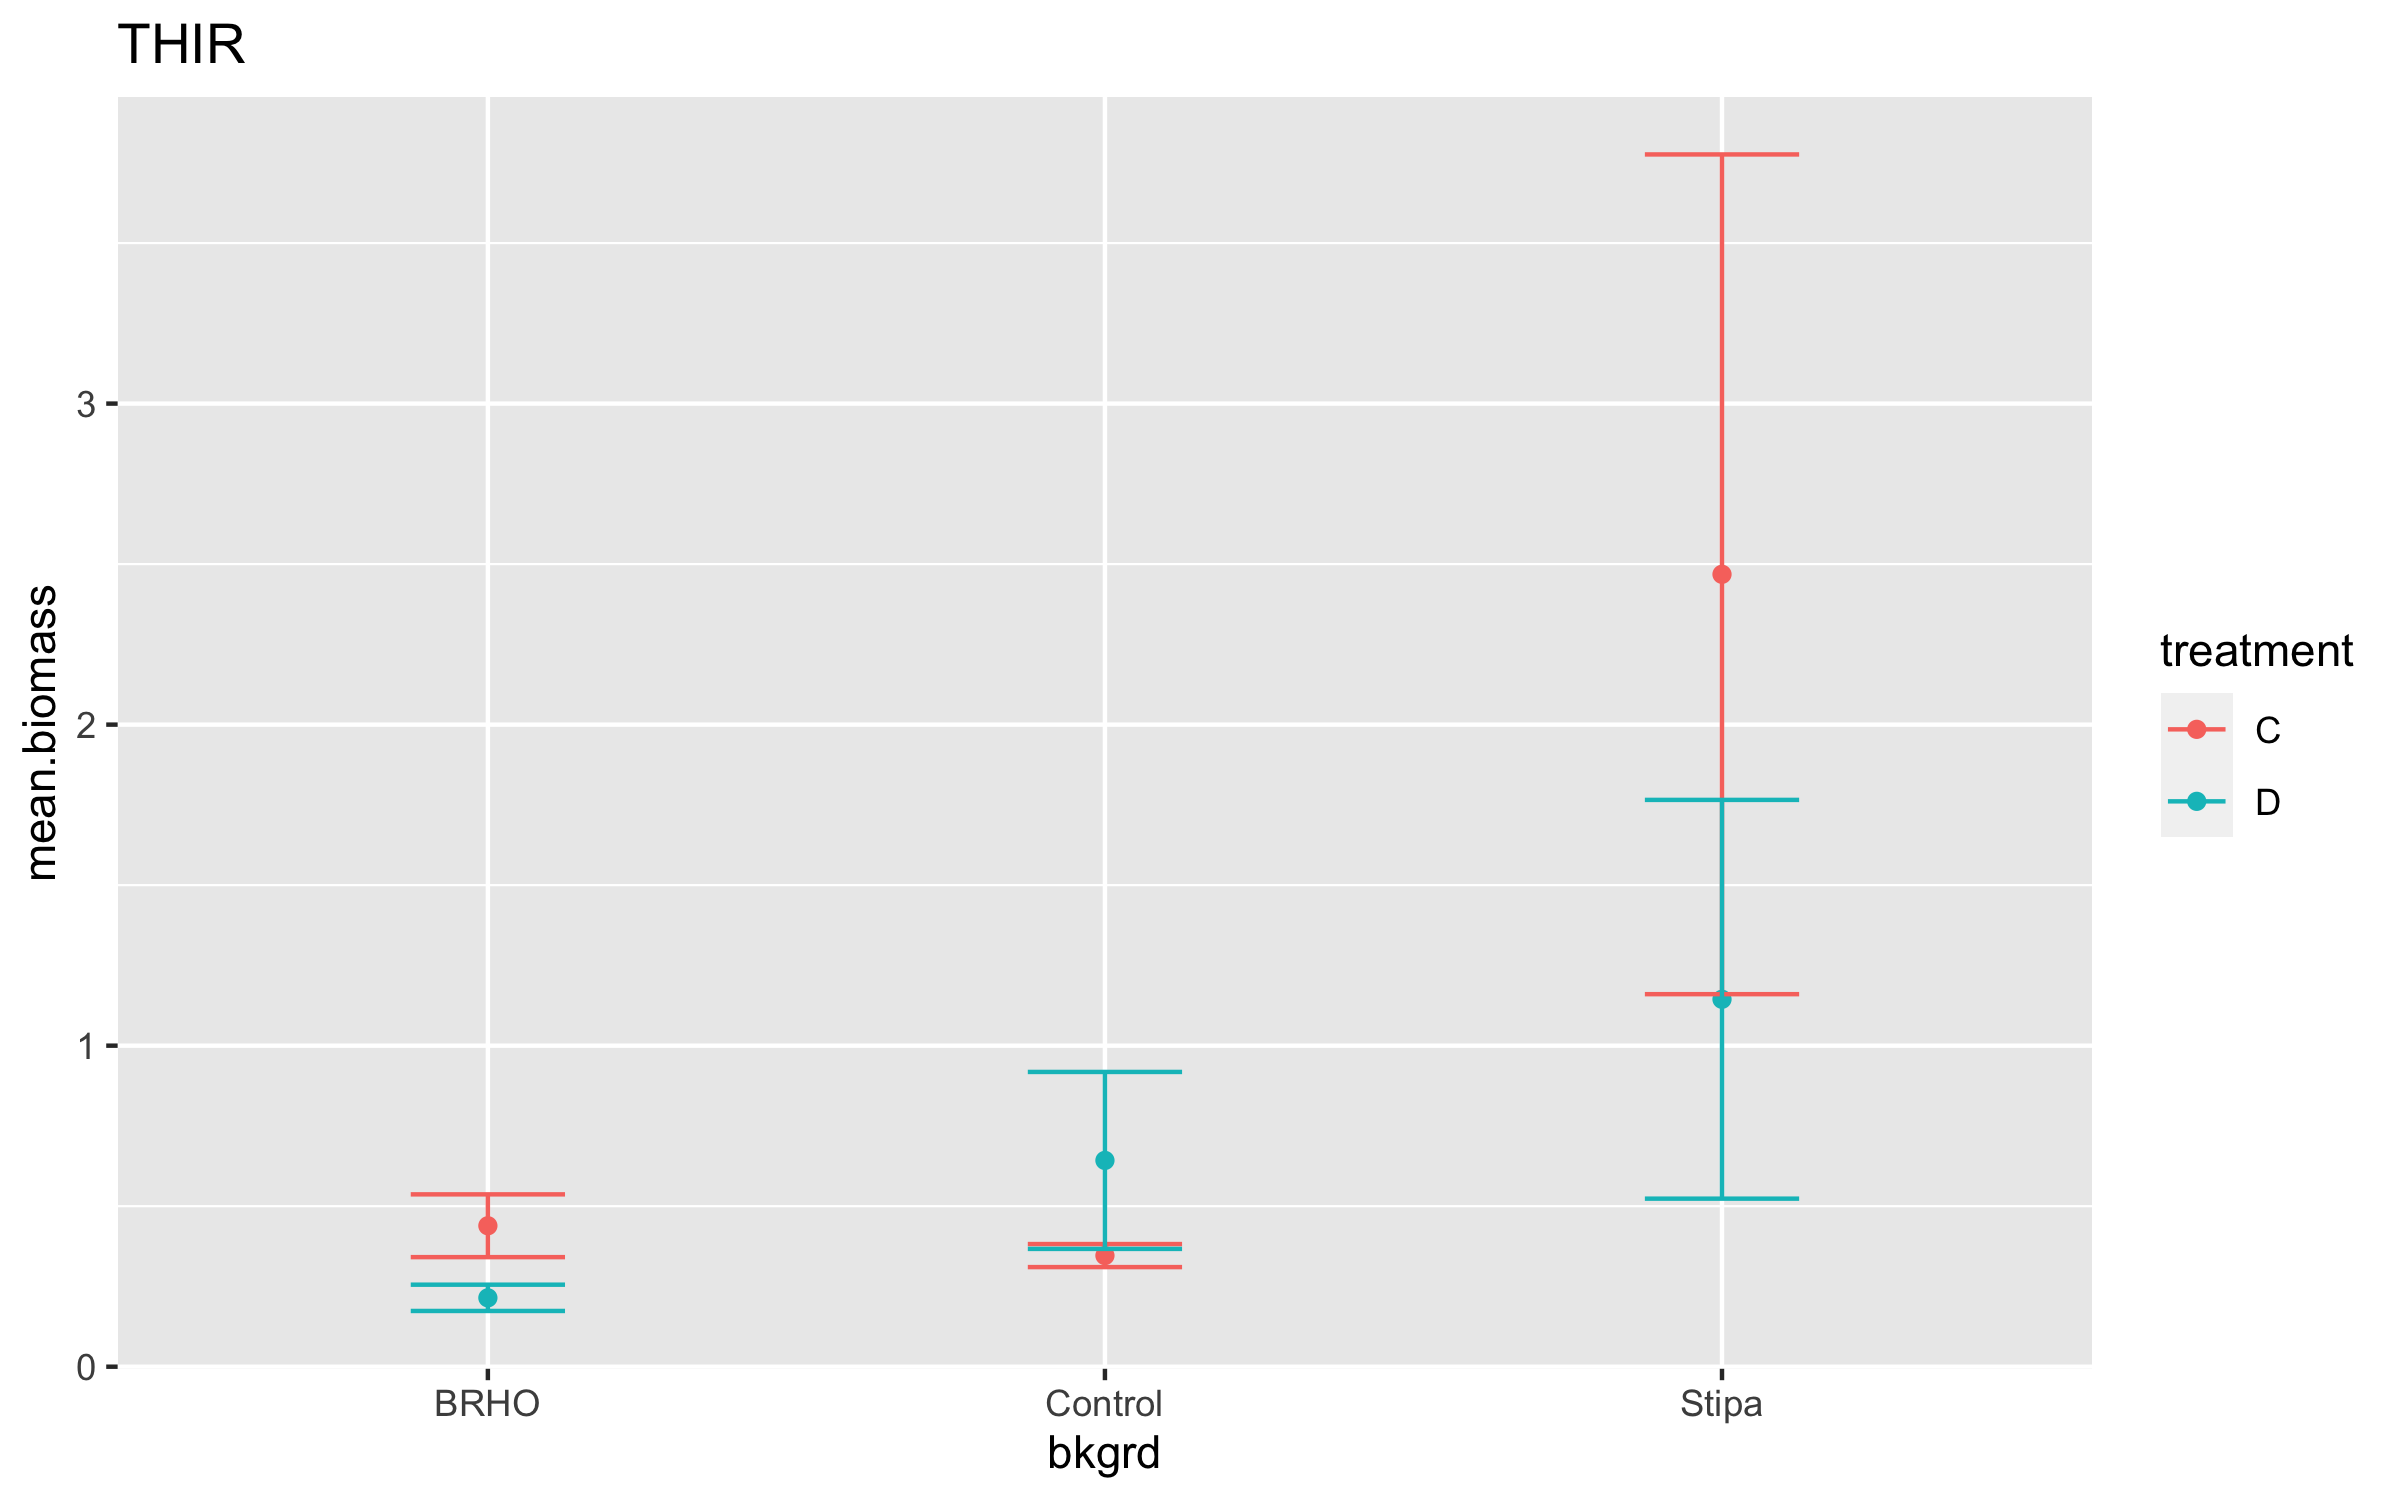 THIR
mean.biomass
3
2
1
0
BRHO
Control
Stipa
bkgrd
treatment
C
D